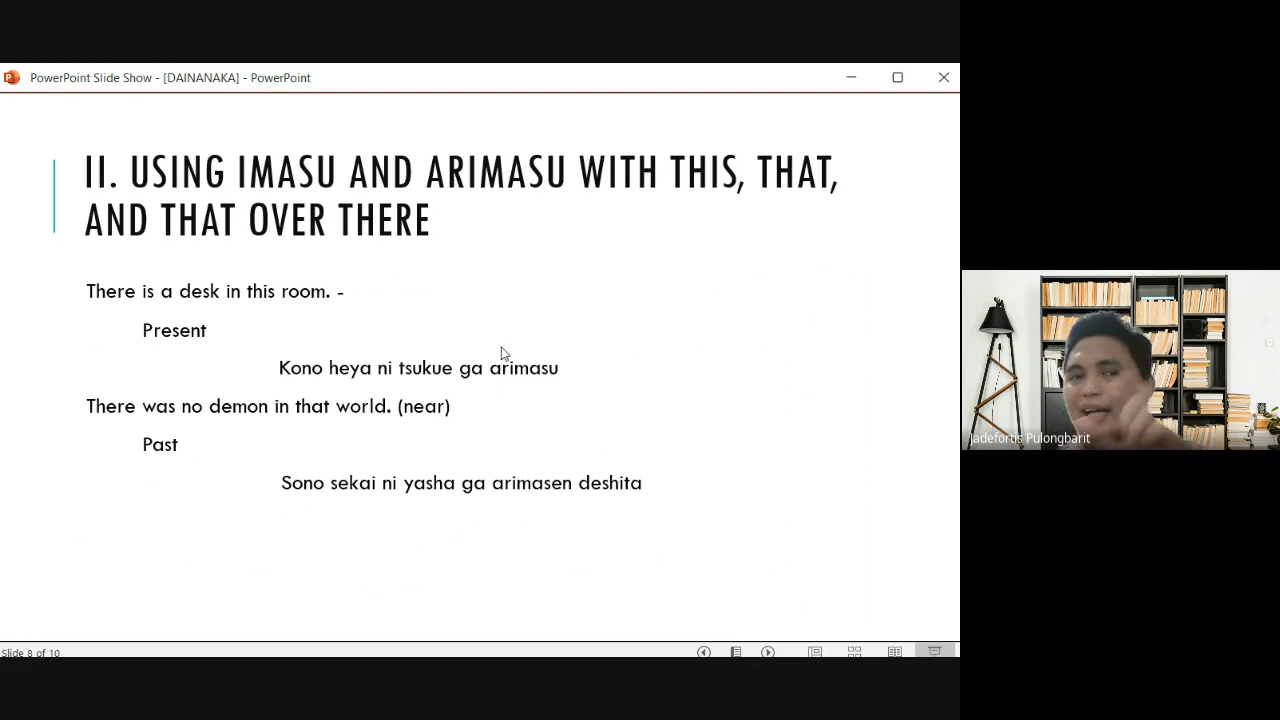 PowerPoint Slide Show - [DAINANAKA] - PowerPoint
II. USING IMASU AND ARIMASU WITH THIS, THAT,
AND THAT OVER THERE
There is a desk in this room. -
Present
Kono heya ni tsukue ga arimasu
There was no demon in that world. (near)
Past
Sono sekai ni yasha ga arimasen deshita
Jadefortis Pulongbarit
Slide 8 of 10